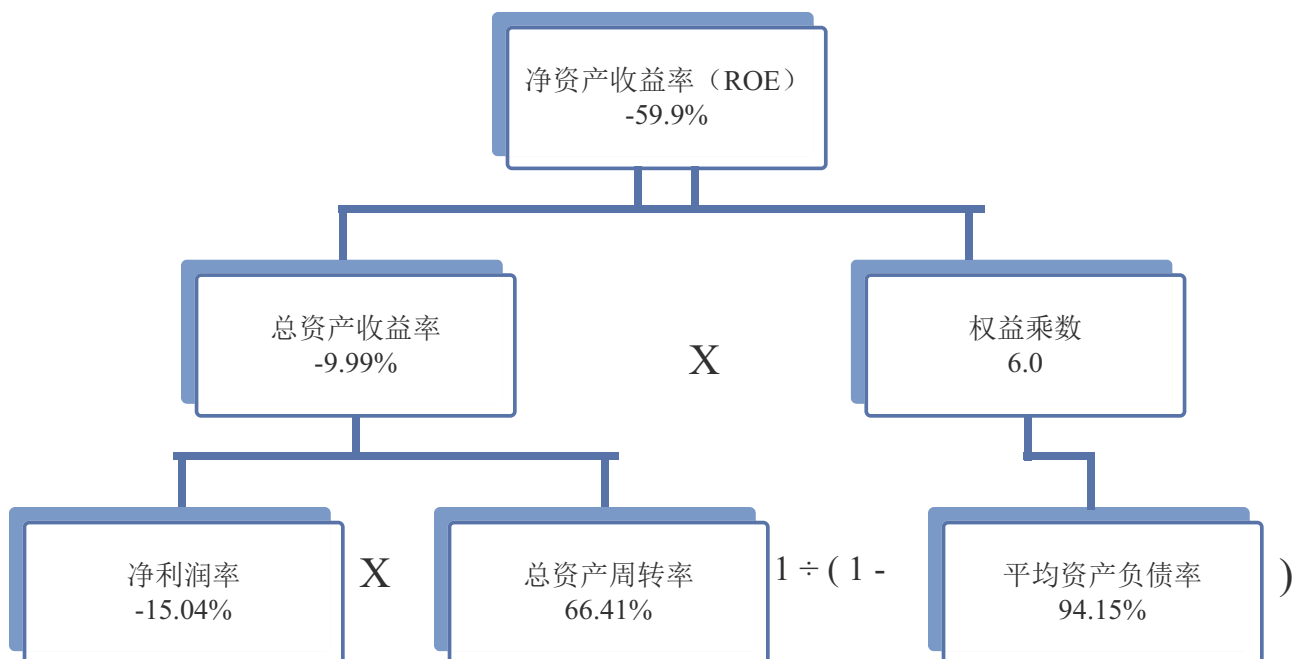 净资产收益率（ROE）
-59.9%
总资产收益率
-9.99%
X
权益乘数
6.0
净利润率
-15.04%
X
总资产周转率
66.41%
1 ÷ ( 1 -
平均资产负债率
94.15%
)